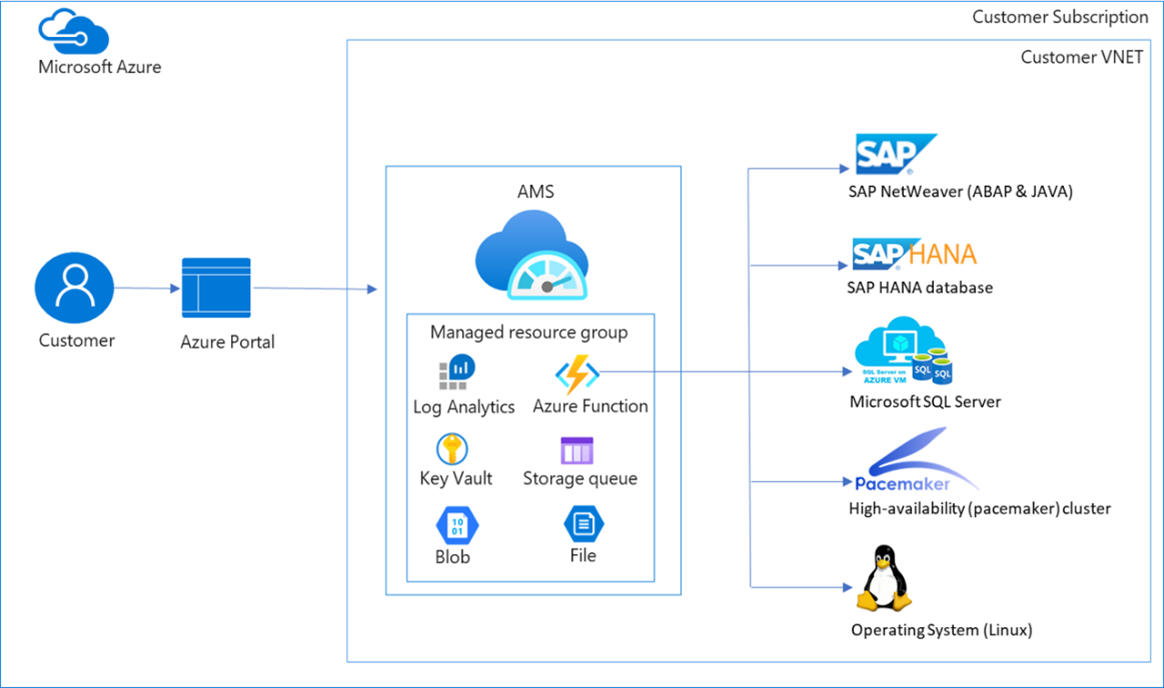 Customer Subscription
Microsoft Azure
Customer VNET
AMS
SAP
SAP NetWeaver (ABAP & JAVA)
SAP HANA
SAP HANA database
Customer
Azure Portal
Managed resource group
Log Analytics
Azure Function
SQL Server on
AZURE VM
SQL
SQL
Microsoft SQL Server
Key Vault
Storage queue
Pacemaker
High-availability (pacemaker) cluster
10
01
Blob
File
Operating System (Linux)